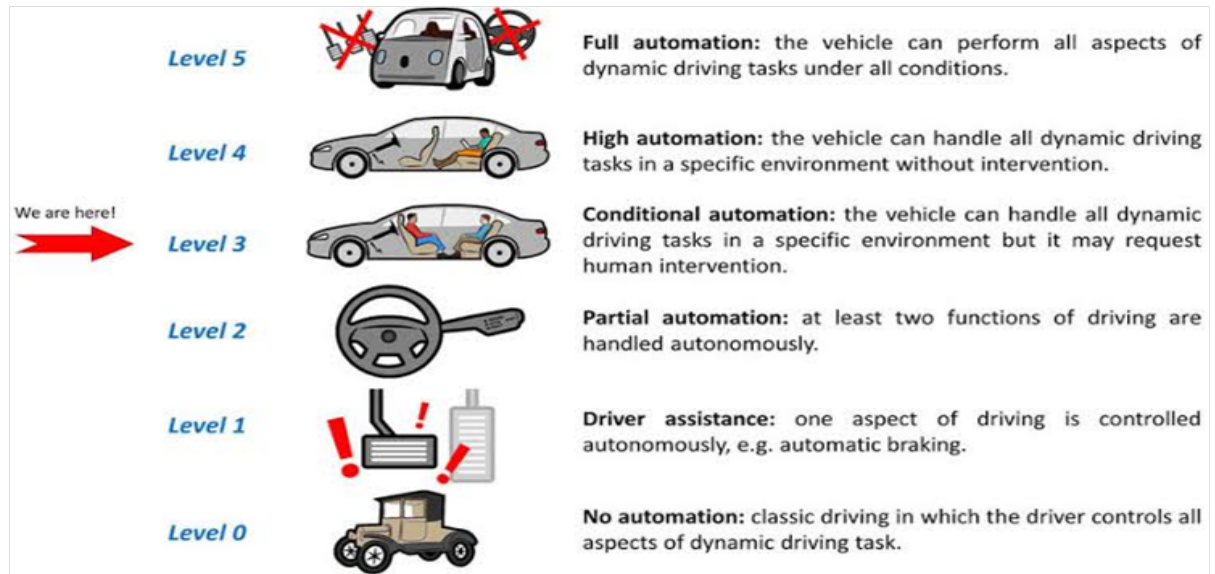 Level 5
Full automation: the vehicle can perform all aspects of
dynamic driving tasks under all conditions.
Level 4
High automation: the vehicle can handle all dynamic driving
tasks in a specific environment without intervention.
We are here!
Level 3
Conditional automation: the vehicle can handle all dynamic
driving tasks in a specific environment but it may request
human intervention.
Level 2
Partial automation: at least two functions of driving are
handled autonomously.
Level 1
Driver assistance: one aspect of driving is controlled
autonomously, e.g. automatic braking.
Level 0
No automation: classic driving in which the driver controls all
aspects of dynamic driving task.